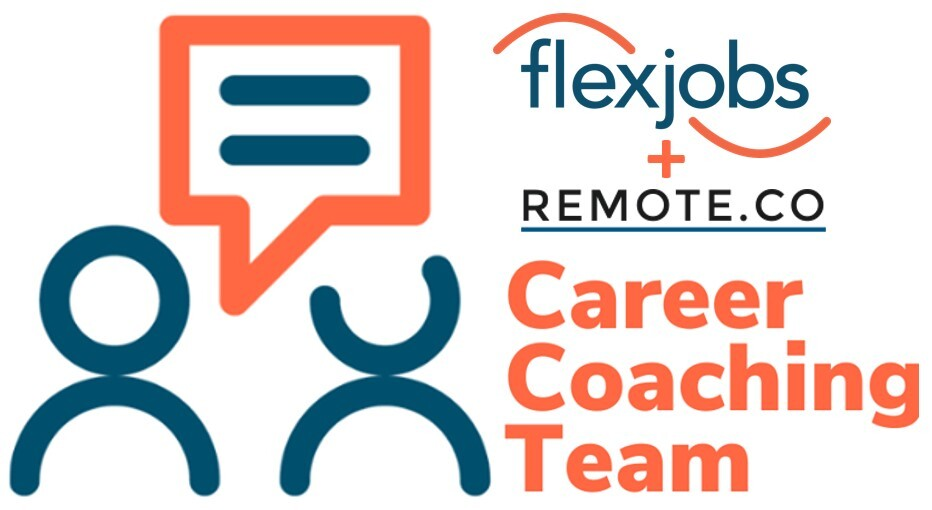 flexjobs
+
REMOTE.CO
Career
Coaching
Team